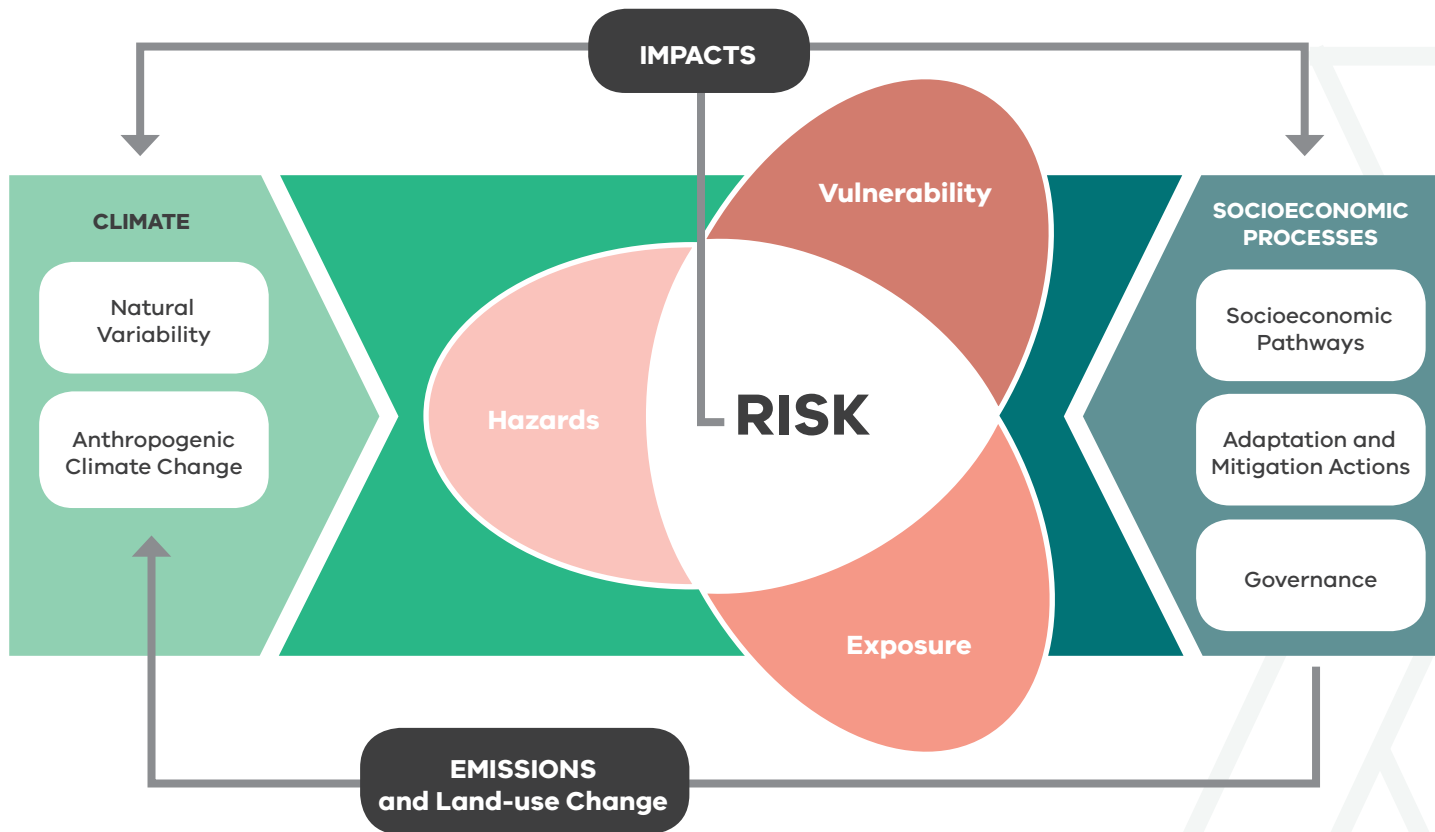 IMPACTS
CLIMATE
Natural
Variability
Anthropogenic
Climate Change
Vulnerability
Hazards
RISK
Exposure
SOCIOECONOMIC
PROCESSES
Socioeconomic
Pathways
Adaptation and
Mitigation Actions
Governance
EMISSIONS
and Land-use Change